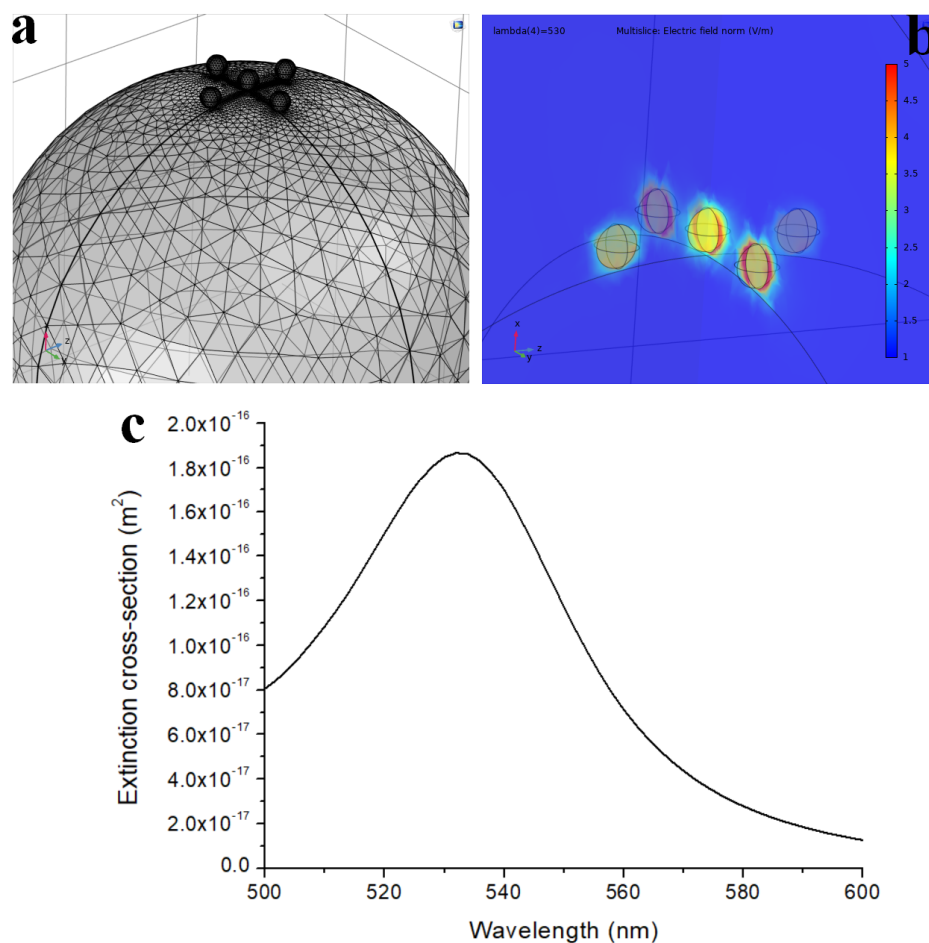 a
z
lambda(4)=530 Multislice: Electric field norm (V/m)
b
5
4.5
4
3.5
3
2.5
2
1.5
1
x
z
y
c
2.0x10⁻¹⁶
1.8x10⁻¹⁶
1.6x10⁻¹⁶
1.4x10⁻¹⁶
1.2x10⁻¹⁶
1.0x10⁻¹⁶
8.0x10⁻¹⁷
6.0x10⁻¹⁷
4.0x10⁻¹⁷
2.0x10⁻¹⁷
0.0
Extinction cross-section (m²)
500 520 540 560 580 600
Wavelength (nm)